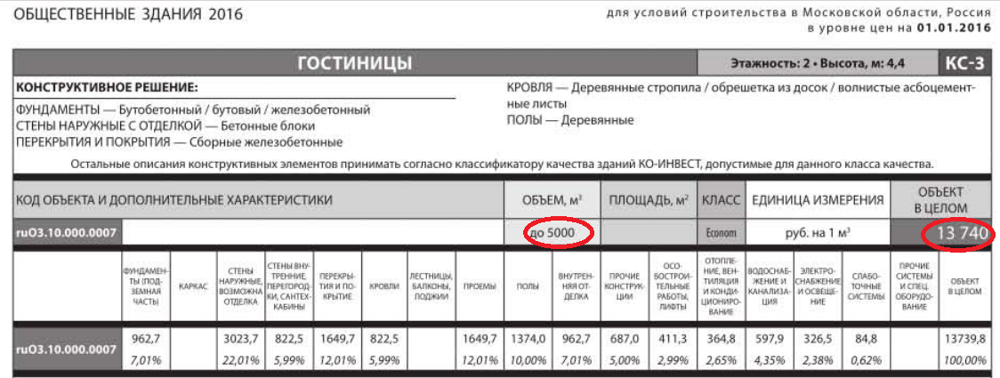 ОБЩЕСТВЕННЫЕ ЗДАНИЯ 2016
для условий строительства в Московской области, Россия
в уровне цен на 01.01.2016
ГОСТИНИЦЫ
Этажность: 2 • Высота, м: 4,4
КС-3
КОНСТРУКТИВНОЕ РЕШЕНИЕ:
ФУНДАМЕНТЫ — Бутобетонный / бутовый / железобетонный
СТЕНЫ НАРУЖНЫЕ С ОТДЕЛКОЙ — Бетонные блоки
ПЕРЕКРЫТИЯ И ПОКРЫТИЯ — Сборные железобетонные
КРОВЛЯ — Деревянные стропила / обрешетка из досок / волнистые асбоцемент-
ные листы
ПОЛЫ — Деревянные
Остальные описания конструктивных элементов принимать согласно классификатору качества зданий КО-ИНВЕСТ, допустимые для данного класса качества.
КОД ОБЪЕКТА И ДОПОЛНИТЕЛЬНЫЕ ХАРАКТЕРИСТИКИ
ОБЪЕМ, м³
ПЛОЩАДЬ, м²
КЛАСС
ЕДИНИЦА ИЗМЕРЕНИЯ
ОБЪЕКТ
В ЦЕЛОМ
ruО3.10.000.0007
до 5000
Econom
руб. на 1 м³
13 740
ФУНДАМЕН-
ТЫ (ПОД-
ЗЕМНАЯ
ЧАСТЬ)
КАРКАС
СТЕНЫ
НАРУЖНЫЕ,
ВОЗМОЖНА
ОТДЕЛКА
СТЕНЫ ВНУ-
ТРЕННИЕ,
ПЕРЕГОРОД-
КИ, САНТЕХ-
КАБИНЫ
ПЕРЕКРЫ-
ТИЯ И ПО-
КРЫТИЕ
КРОВЛИ
ЛЕСТНИЦЫ,
БАЛКОНЫ,
ЛОДЖИИ
ПРОЕМЫ
ПОЛЫ
ВНУТРЕН-
НЯЯ ОТ-
ДЕЛКА
ПРОЧИЕ
КОНСТРУК-
ЦИИ
ОСО-
БОСТРОИ-
ТЕЛЬНЫЕ
РАБОТЫ,
ЛИФТЫ
ОТОПЛЕ-
НИЕ, ВЕН-
ТИЛЯЦИЯ
И КОНДИ-
ЦИОНИРО-
ВАНИЕ
ВОДОСНАБ-
ЖЕНИЕ И
КАНАЛИЗА-
ЦИЯ
ЭЛЕКТРО-
СНАБЖЕНИЕ
И ОСВЕЩЕ-
НИЕ
СЛАБО-
ТОЧНЫЕ
СИСТЕМЫ
ПРОЧИЕ
СИСТЕМЫ
И СПЕЦ.
ОБОРУДО-
ВАНИЕ
ОБЪЕКТ
В ЦЕЛОМ
ruО3.10.000.0007
962,7 3023,7 822,5 1649,7 822,5 1649,7 1374,0 962,7 687,0 411,3 364,8 597,9 326,5 84,8 13739,8
7,01% 22,01% 5,99% 12,01% 5,99% 12,01% 10,00% 7,01% 5,00% 2,99% 2,65% 4,35% 2,38% 0,62% 100,00%